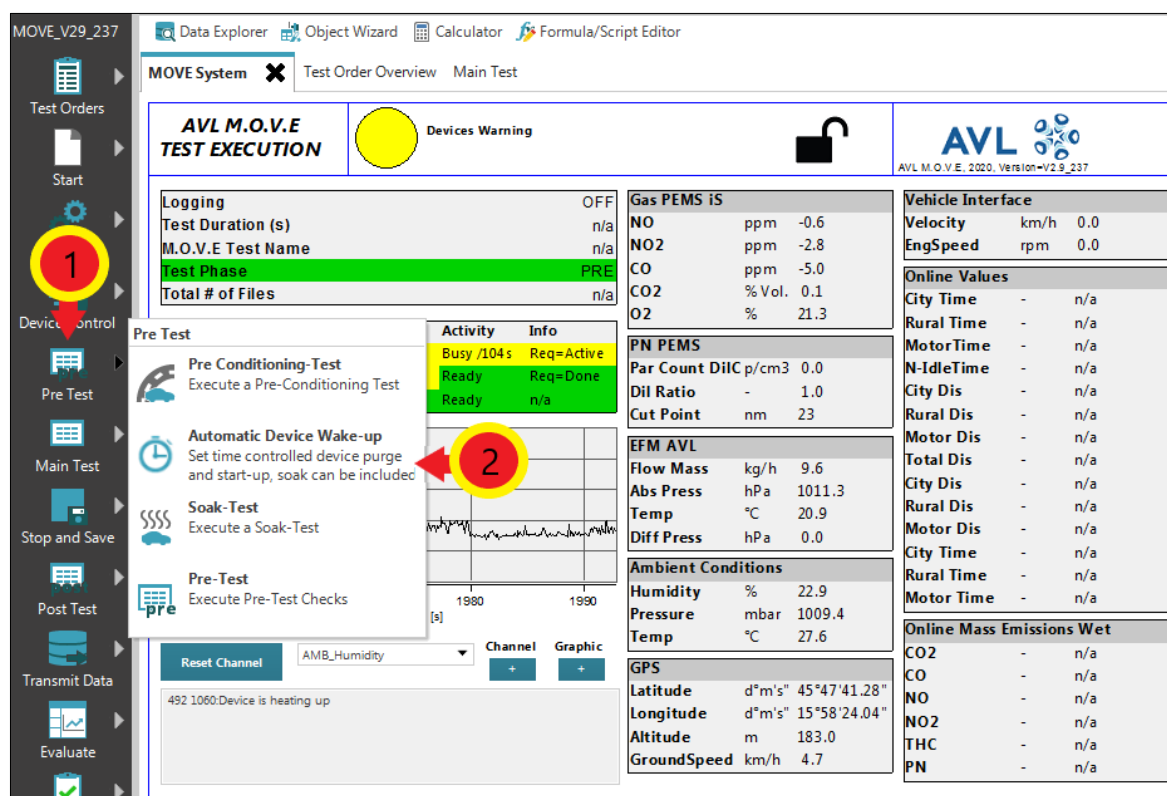 MOVE_V29_237
Data Explorer Object Wizard Calculator Formula/Script Editor
MOVE System Test Order Overview Main Test
Test Orders
Start
Device Control
Pre Test
Main Test
Stop and Save
Post Test
Transmit Data
Evaluate
1
AVL M.O.V.E
TEST EXECUTION
Devices Warning
AVL
AVL M.O.V.E, 2020, Version=V2.9_237
Logging OFF
Test Duration (s) n/a
M.O.V.E Test Name n/a
Test Phase PRE
Total # of Files n/a
Activity Info
Busy /104 s Req=Active
Ready Req=Done
Ready n/a
Pre Test
Pre Conditioning-Test
Execute a Pre-Conditioning Test
Automatic Device Wake-up
Set time controlled device purge
and start-up, soak can be included
2
Soak-Test
Execute a Soak-Test
pre
Pre-Test
Execute Pre-Test Checks
1980 1990
[s]
Channel Graphic
Reset Channel AMB_Humidity + +
492 1060:Device is heating up
Gas PEMS iS
NO ppm -0.6
NO2 ppm -2.8
CO ppm -5.0
CO2 % Vol. 0.1
O2 % 21.3
PN PEMS
Par Count DilC p/cm3 0.0
Dil Ratio - 1.0
Cut Point nm 23
EFM AVL
Flow Mass kg/h 9.6
Abs Press hPa 1011.3
Temp °C 20.9
Diff Press hPa 0.0
Ambient Conditions
Humidity % 22.9
Pressure mbar 1009.4
Temp °C 27.6
GPS
Latitude d°m's" 45°47'41.28"
Longitude d°m's" 15°58'24.04"
Altitude m 183.0
GroundSpeed km/h 4.7
Vehicle Interface
Velocity km/h 0.0
EngSpeed rpm 0.0
Online Values
City Time - n/a
Rural Time - n/a
MotorTime - n/a
N-IdleTime - n/a
City Dis - n/a
Rural Dis - n/a
Motor Dis - n/a
Total Dis - n/a
City Dis - n/a
Rural Dis - n/a
Motor Dis - n/a
City Time - n/a
Rural Time - n/a
Motor Time - n/a
Online Mass Emissions Wet
CO2 - n/a
CO - n/a
NO - n/a
NO2 - n/a
THC - n/a
PN - n/a